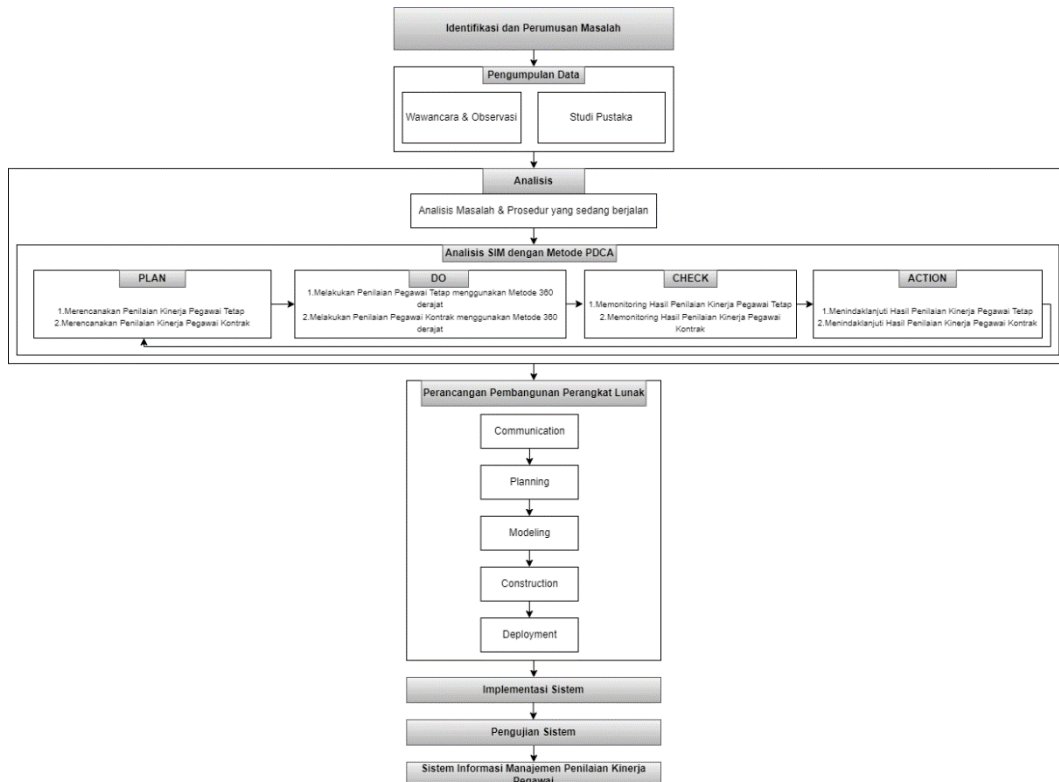 Identifikasi dan Perumusan Masalah
Pengumpulan Data
Wawancara & Observasi
Studi Pustaka
Analisis
Analisis Masalah & Prosedur yang sedang berjalan
Analisis SIM dengan Metode PDCA
PLAN
1.Merencanakan Penilaian Kinerja Pegawai Tetap
2.Merencanakan Penilaian Kinerja Pegawai Kontrak
DO
1.Melakukan Penilaian Pegawai Tetap menggunakan Metode 360
derajat
2.Melakukan Penilaian Pegawai Kontrak menggunakan Metode 360
derajat
CHECK
1.Memonitoring Hasil Penilaian Kinerja Pegawai Tetap
2.Memonitoring Hasil Penilaian Kinerja Pegawai
Kontrak
ACTION
1.Menindaklanjuti Hasil Penilaian Kinerja Pegawai Tetap
2.Menindaklanjuti Hasil Penilaian Kinerja Pegawai Kontrak
Perancangan Pembangunan Perangkat Lunak
Communication
Planning
Modeling
Construction
Deployment
Implementasi Sistem
Pengujian Sistem
Sistem Informasi Manajemen Penilaian Kinerja
Pegawai